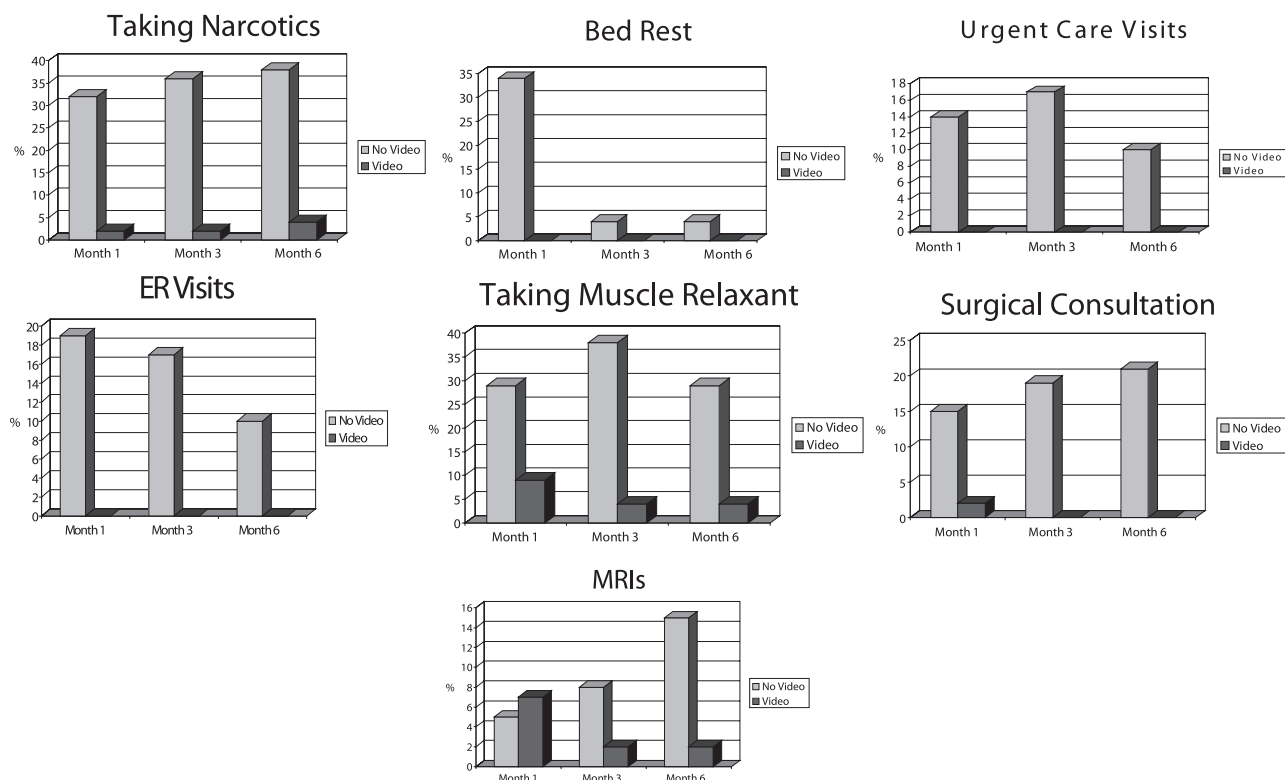 Taking Narcotics
40
35
30
25
20
15
10
5
0
%
Month 1 Month 3 Month 6
No Video
Video
Bed Rest
35
30
25
20
15
10
5
0
%
Month 1 Month 3 Month 6
No Video
Video
Urgent Care Visits
18
16
14
12
10
8
6
4
2
0
%
Month 1 Month 3 Month 6
No Video
Video
ER Visits
20
18
16
14
12
10
8
6
4
2
0
%
Month 1 Month 3 Month 6
No Video
Video
Taking Muscle Relaxant
40
35
30
25
20
15
10
5
0
%
Month 1 Month 3 Month 6
No Video
Video
Surgical Consultation
25
20
15
10
5
0
%
Month 1 Month 3 Month 6
No Video
Video
MRIs
16
14
12
10
8
6
4
2
0
%
Month 1 Month 3 Month 6
No Video
Video